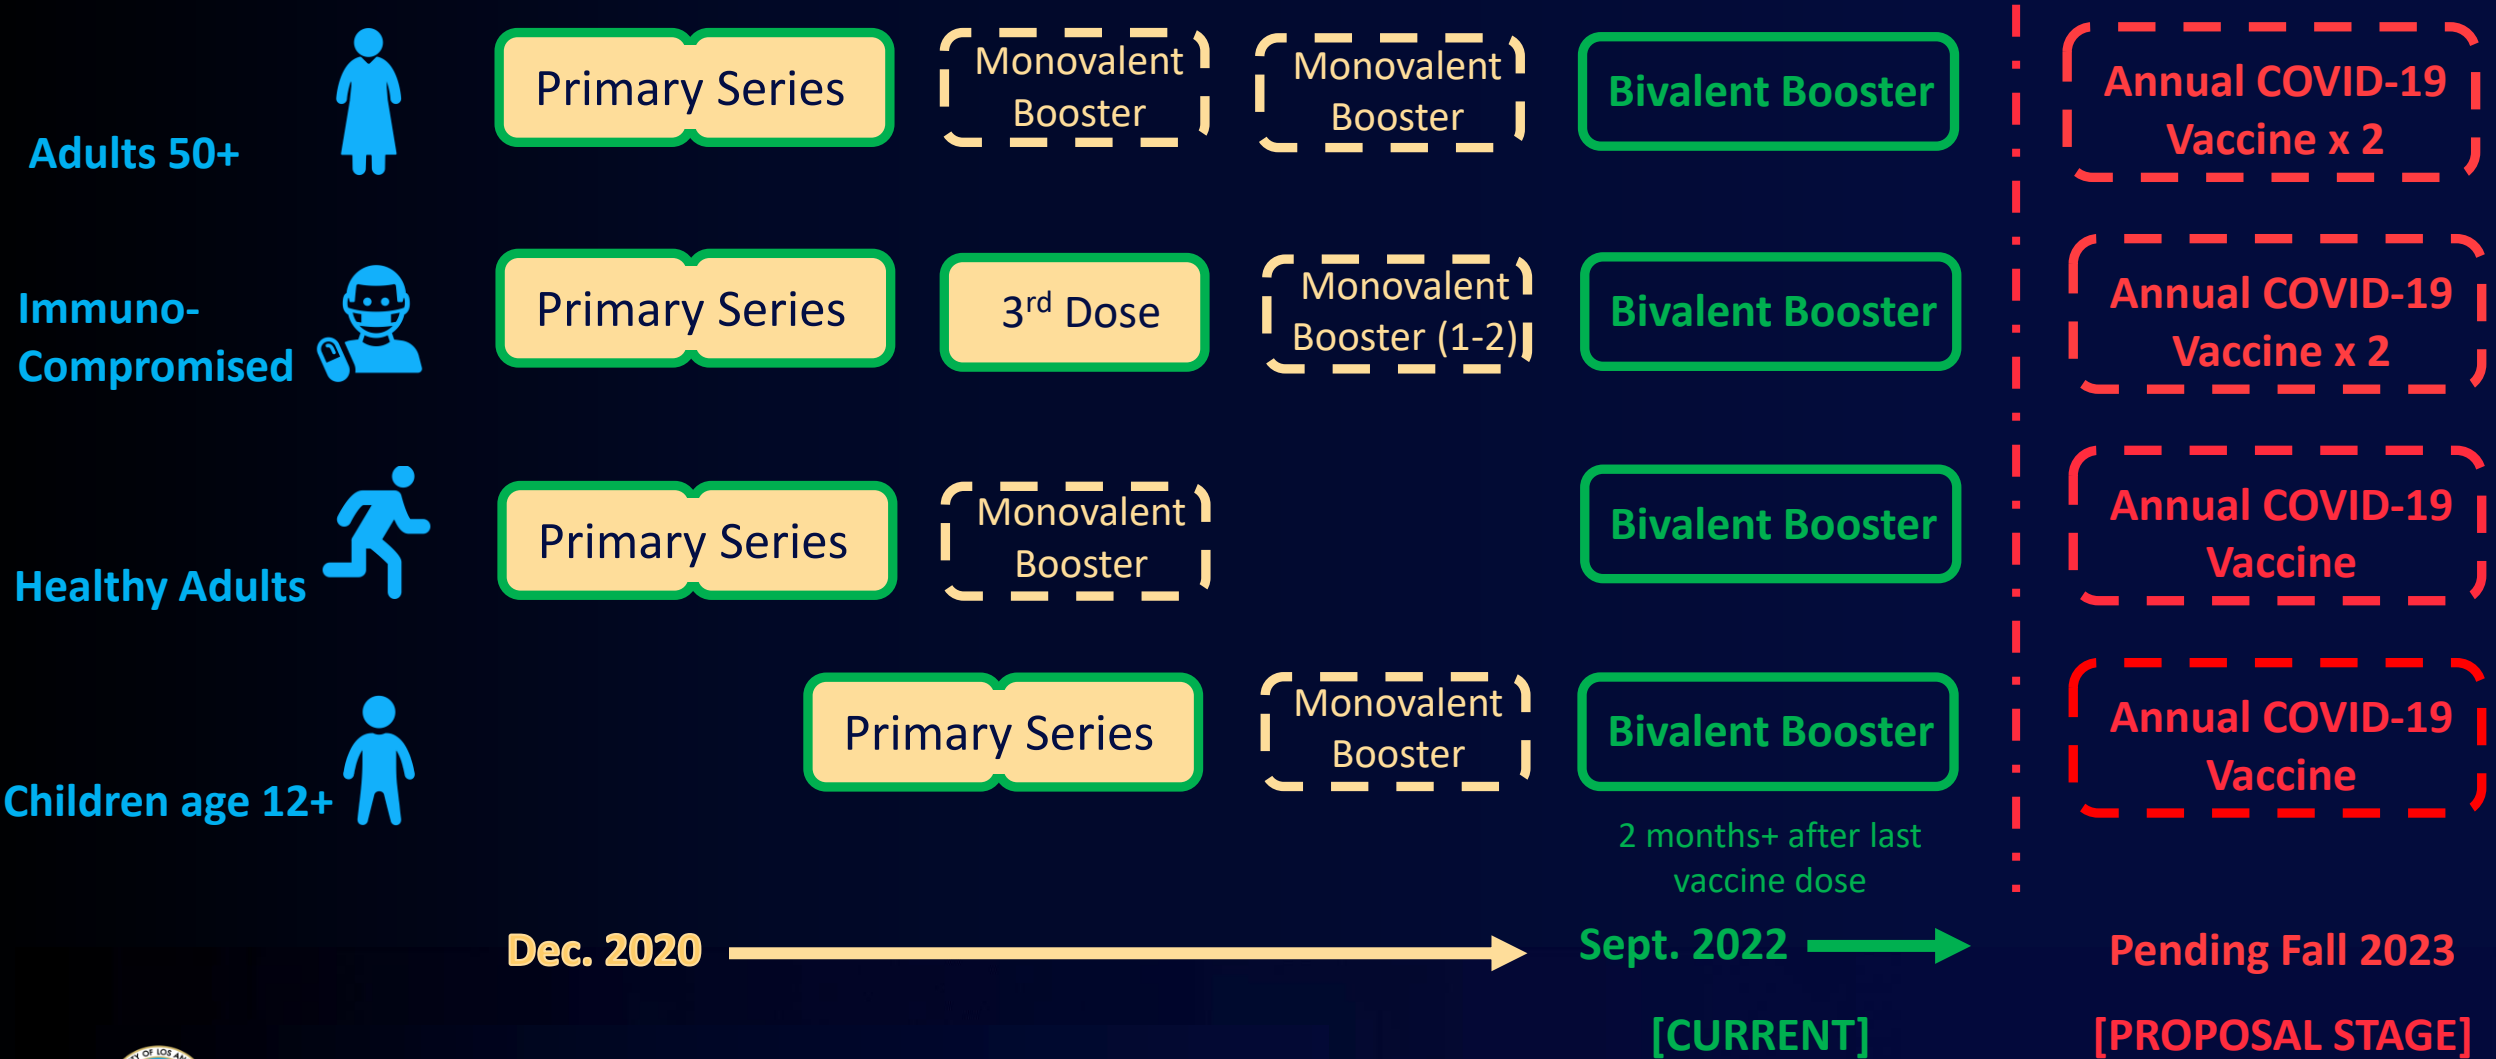 Adults 50+
Primary Series
Monovalent
Booster
Monovalent
Booster
Bivalent Booster
Annual COVID-19
Vaccine x 2
Immuno-
Compromised
Primary Series
3rd Dose
Monovalent
Booster (1-2)
Bivalent Booster
Annual COVID-19
Vaccine x 2
Healthy Adults
Primary Series
Monovalent
Booster
Bivalent Booster
Annual COVID-19
Vaccine
Children age 12+
Primary Series
Monovalent
Booster
Bivalent Booster
Annual COVID-19
Vaccine
2 months+ after last
vaccine dose
Dec. 2020
Sept. 2022
Pending Fall 2023
[CURRENT]
[PROPOSAL STAGE]
OF LOS